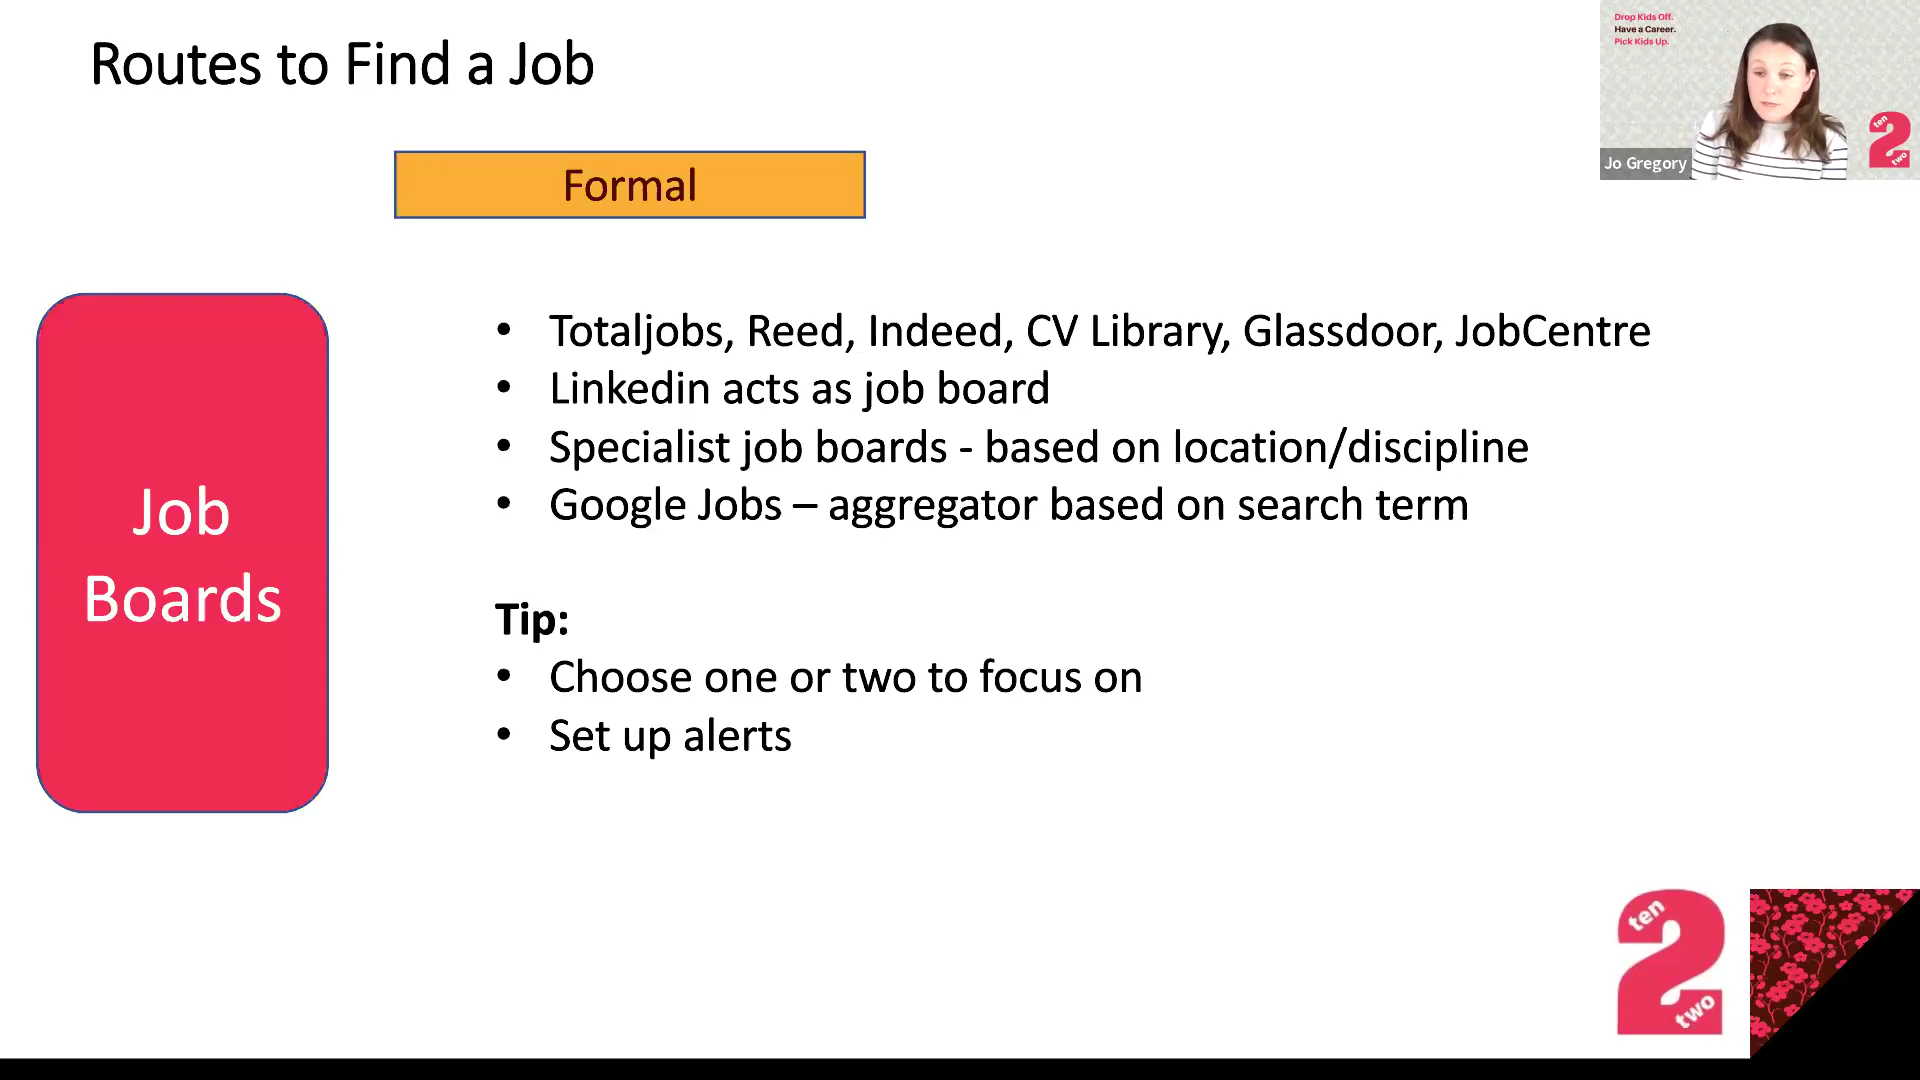 Routes to Find a Job
Drop Kids Off.
Have a Career.
Pick Kids Up.
ten
2
two
Jo Gregory
Formal
Job
Boards
• Totaljobs, Reed, Indeed, CV Library, Glassdoor, JobCentre
• Linkedin acts as job board
• Specialist job boards - based on location/discipline
• Google Jobs – aggregator based on search term
Tip:
• Choose one or two to focus on
• Set up alerts
ten
2
two